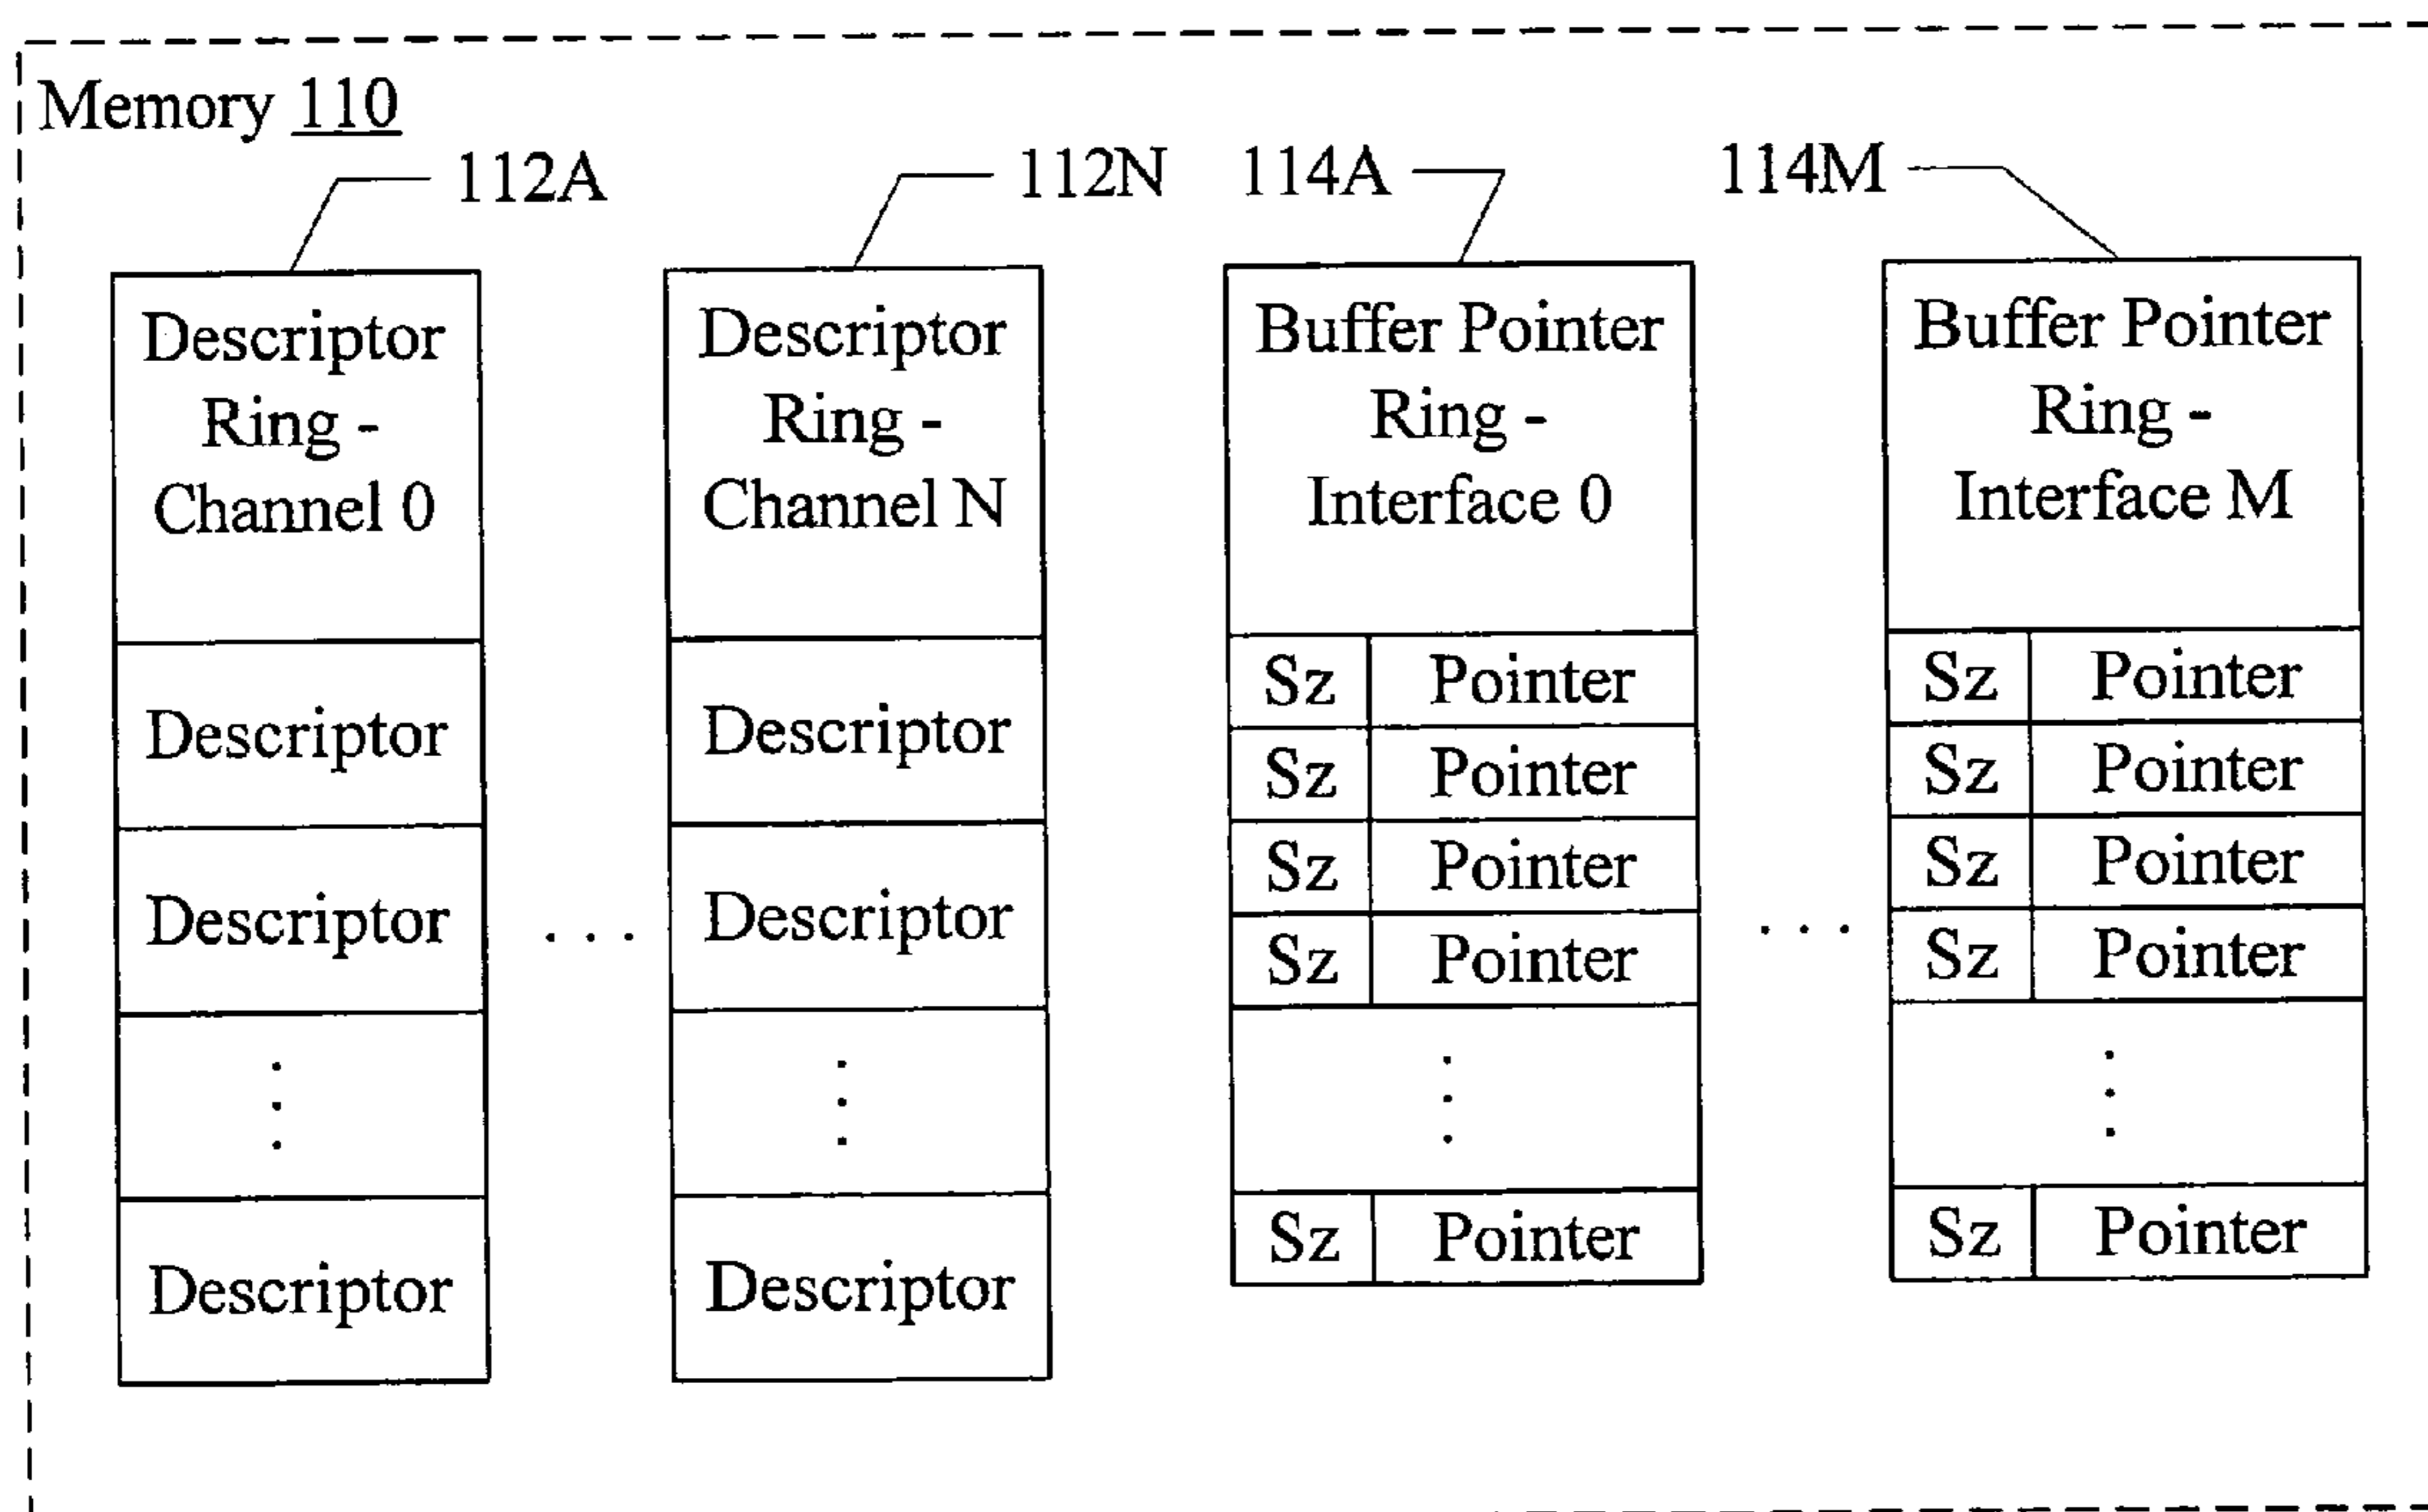 Memory 110
112A
112N
114A
114M
Descriptor
Ring -
Channel 0
Descriptor
Descriptor
Descriptor
Descriptor
Ring -
Channel N
Descriptor
Descriptor
Descriptor
Buffer Pointer
Ring -
Interface 0
Sz Pointer
Sz Pointer
Sz Pointer
Sz Pointer
Sz Pointer
Buffer Pointer
Ring -
Interface M
Sz Pointer
Sz Pointer
Sz Pointer
Sz Pointer
Sz Pointer